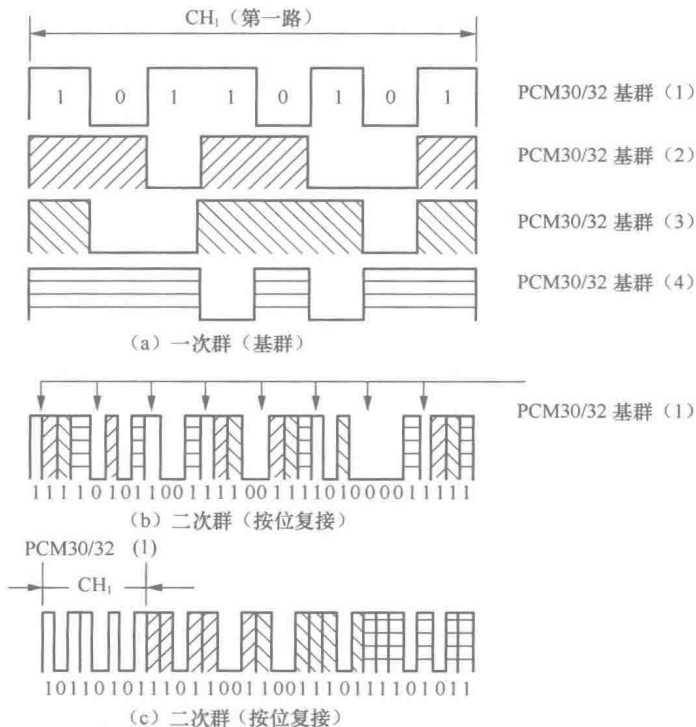 CH₁（第一路）
1 0 1 1 0 1 0 1 PCM30/32 基群（1）
PCM30/32 基群（2）
PCM30/32 基群（3）
PCM30/32 基群（4）
（a）一次群（基群）
PCM30/32 基群（1）
11110101100111100111101000011111
（b）二次群（按位复接）
PCM30/32 (1)
CH₁
10110101110110011001110111101011
（c）二次群（按位复接）